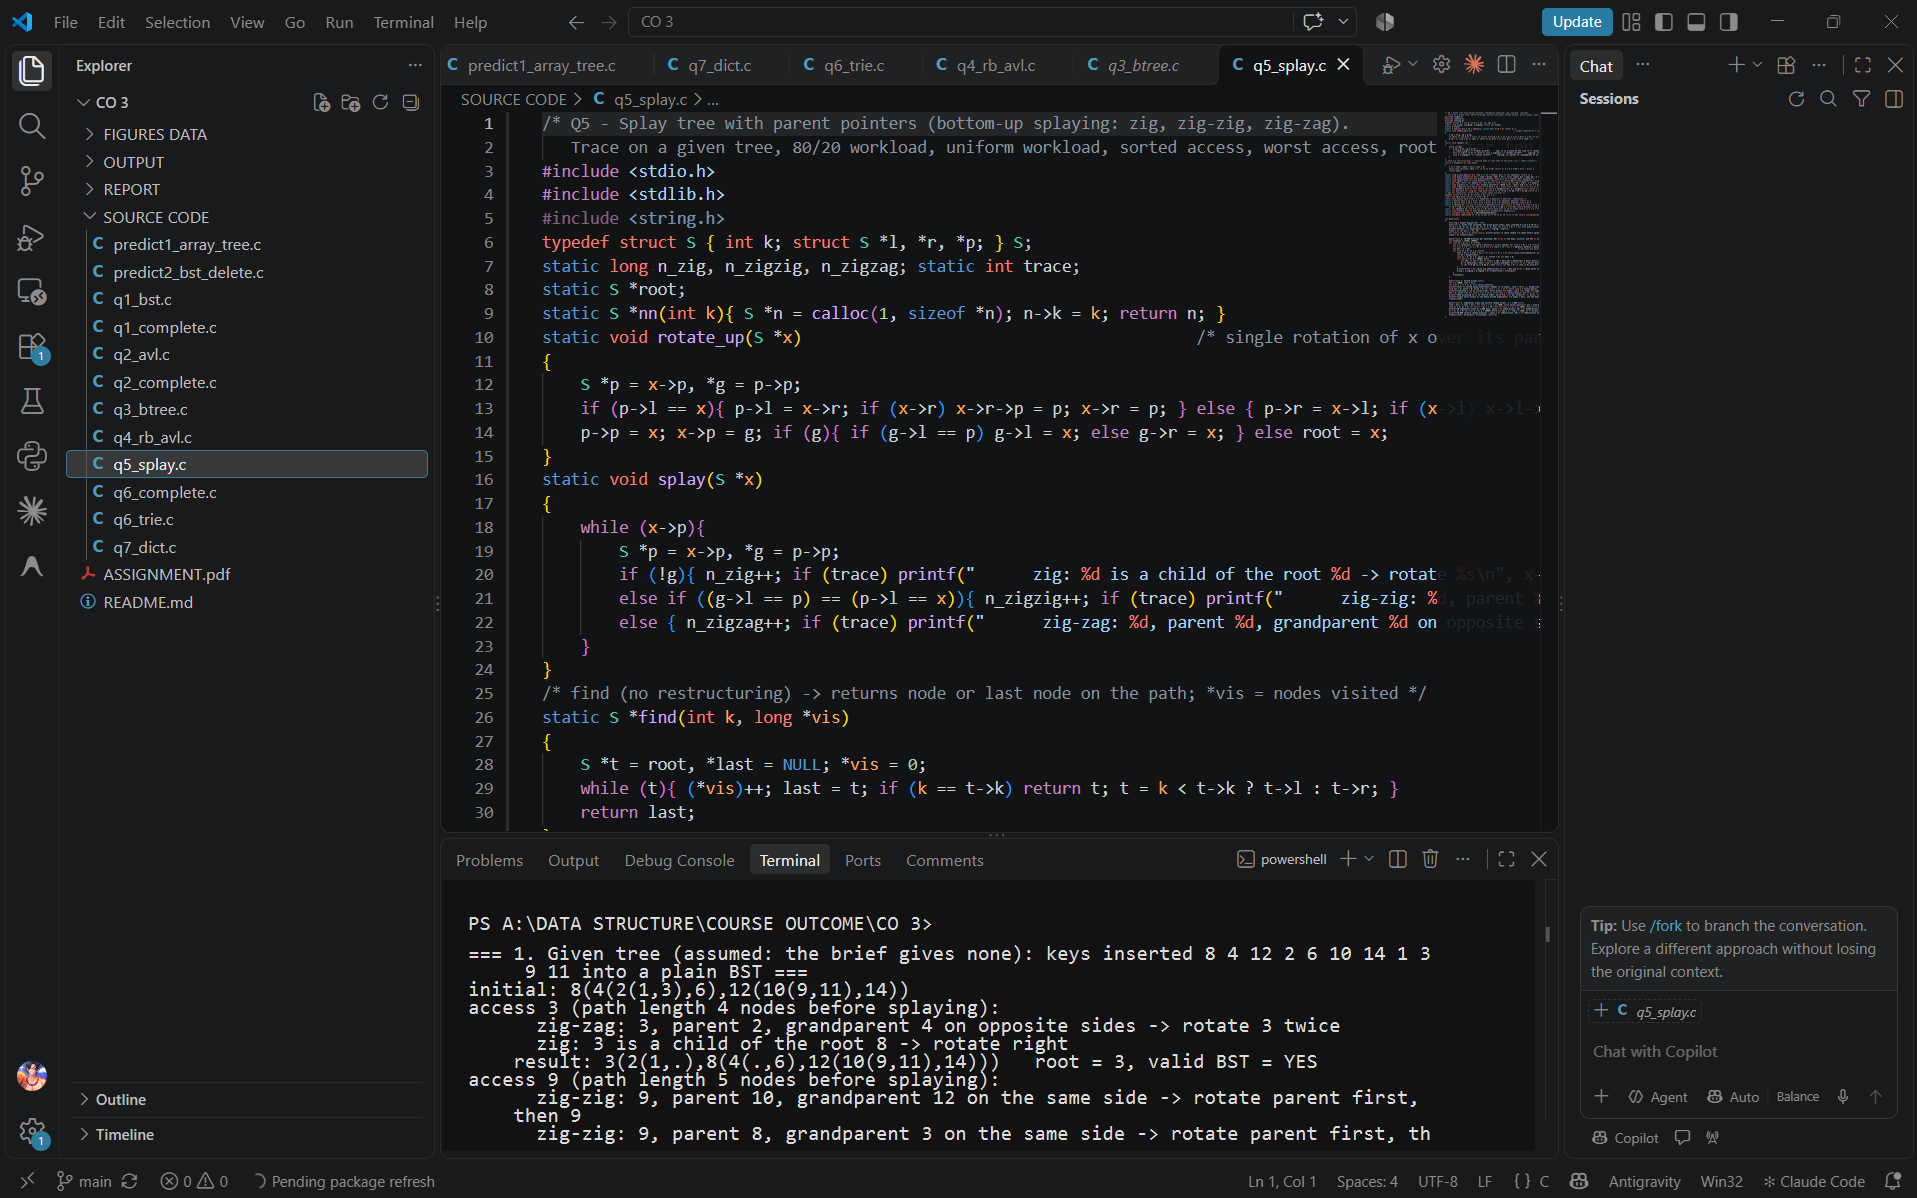 File Edit Selection View Go Run Terminal Help
CO 3
Update
Explorer
CO 3
FIGURES DATA
OUTPUT
REPORT
SOURCE CODE
C predict1_array_tree.c
C predict2_bst_delete.c
C q1_bst.c
C q1_complete.c
C q2_avl.c
C q2_complete.c
C q3_btree.c
C q4_rb_avl.c
C q5_splay.c
C q6_complete.c
C q6_trie.c
C q7_dict.c
ASSIGNMENT.pdf
README.md
1
Outline
Timeline
1
C predict1_array_tree.c C q7_dict.c C q6_trie.c C q4_rb_avl.c C q3_btree.c C q5_splay.c
SOURCE CODE > C q5_splay.c > ...
1 /* Q5 - Splay tree with parent pointers (bottom-up splaying: zig, zig-zig, zig-zag).
2 Trace on a given tree, 80/20 workload, uniform workload, sorted access, worst access, root
3 #include <stdio.h>
4 #include <stdlib.h>
5 #include <string.h>
6 typedef struct S { int k; struct S *l, *r, *p; } S;
7 static long n_zig, n_zigzig, n_zigzag; static int trace;
8 static S *root;
9 static S *nn(int k){ S *n = calloc(1, sizeof *n); n->k = k; return n; }
10 static void rotate_up(S *x) /* single rotation of x over its par
11 {
12 S *p = x->p, *g = p->p;
13 if (p->l == x){ p->l = x->r; if (x->r) x->r->p = p; x->r = p; } else { p->r = x->l; if (x->l) x->l-
14 p->p = x; x->p = g; if (g){ if (g->l == p) g->l = x; else g->r = x; } else root = x;
15 }
16 static void splay(S *x)
17 {
18 while (x->p){
19 S *p = x->p, *g = p->p;
20 if (!g){ n_zig++; if (trace) printf(" zig: %d is a child of the root %d -> rotate %s\n", x-
21 else if ((g->l == p) == (p->l == x)){ n_zigzig++; if (trace) printf(" zig-zig: %d, parent %
22 else { n_zigzag++; if (trace) printf(" zig-zag: %d, parent %d, grandparent %d on opposite s
23 }
24 }
25 /* find (no restructuring) -> returns node or last node on the path; *vis = nodes visited */
26 static S *find(int k, long *vis)
27 {
28 S *t = root, *last = NULL; *vis = 0;
29 while (t){ (*vis)++; last = t; if (k == t->k) return t; t = k < t->k ? t->l : t->r; }
30 return last;
Problems Output Debug Console Terminal Ports Comments
powershell
PS A:\DATA STRUCTURE\COURSE OUTCOME\CO 3>
=== 1. Given tree (assumed: the brief gives none): keys inserted 8 4 12 2 6 10 14 1 3
9 11 into a plain BST ===
initial: 8(4(2(1,3),6),12(10(9,11),14))
access 3 (path length 4 nodes before splaying):
zig-zag: 3, parent 2, grandparent 4 on opposite sides -> rotate 3 twice
zig: 3 is a child of the root 8 -> rotate right
result: 3(2(1,.),8(4(.,6),12(10(9,11),14))) root = 3, valid BST = YES
access 9 (path length 5 nodes before splaying):
zig-zig: 9, parent 10, grandparent 12 on the same side -> rotate parent first,
then 9
zig-zig: 9, parent 8, grandparent 3 on the same side -> rotate parent first, th
Chat
Sessions
Tip: Use /fork to branch the conversation.
Explore a different approach without losing
the original context.
C q5_splay.c
Chat with Copilot
Agent Auto Balance
Copilot
main 0 0 Pending package refresh Ln 1, Col 1 Spaces: 4 UTF-8 LF {} C Antigravity Win32 Claude Code